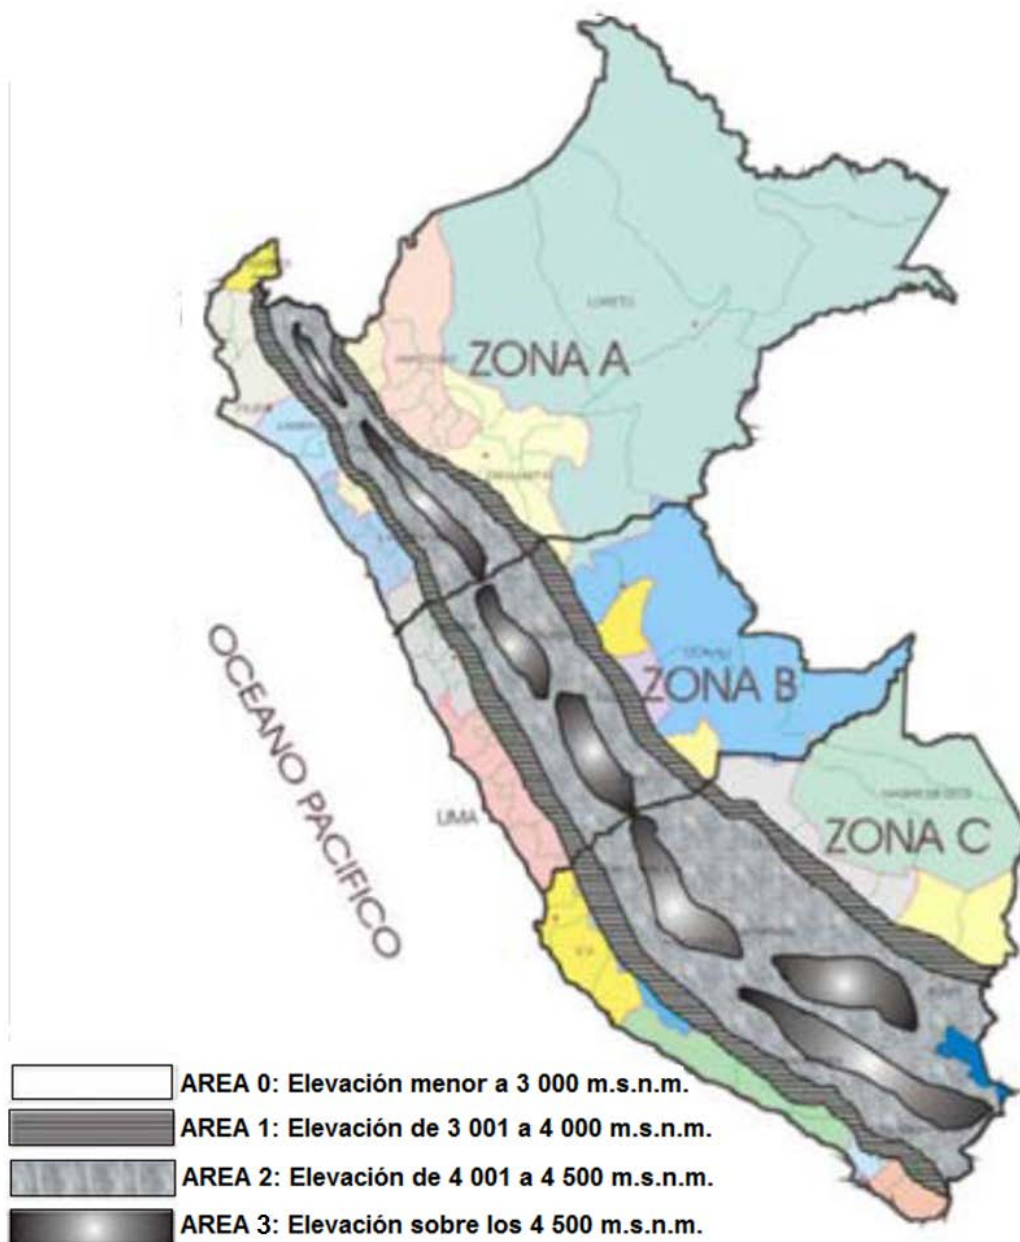 LORETO
ZONA A
ZONA B
ZONA C
OCEANO PACIFICO
LIMA
AREA 0: Elevación menor a 3 000 m.s.n.m.
AREA 1: Elevación de 3 001 a 4 000 m.s.n.m.
AREA 2: Elevación de 4 001 a 4 500 m.s.n.m.
AREA 3: Elevación sobre los 4 500 m.s.n.m.